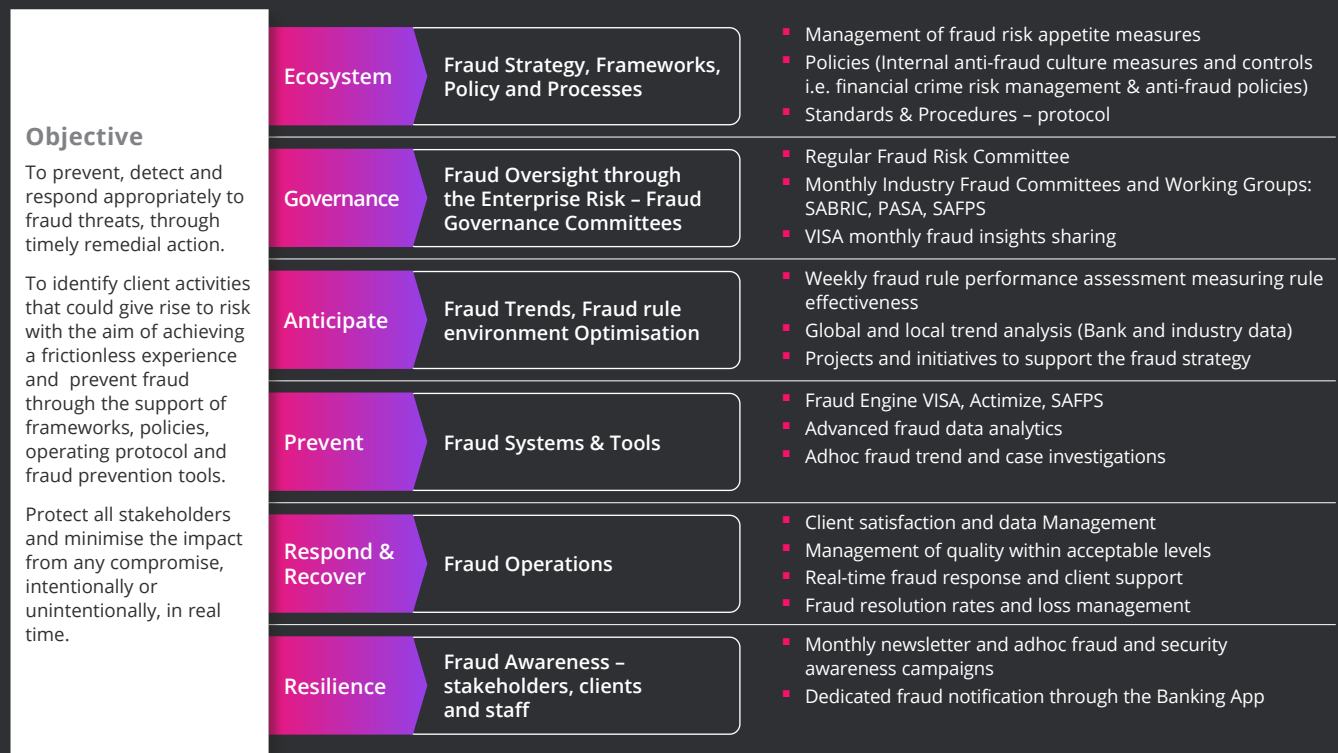 Objective
To prevent, detect and
respond appropriately to
fraud threats, through
timely remedial action.
To identify client activities
that could give rise to risk
with the aim of achieving
a frictionless experience
and  prevent fraud
through the support of
frameworks, policies,
operating protocol and
fraud prevention tools.
Protect all stakeholders
and minimise the impact
from any compromise,
intentionally or
unintentionally, in real
time.
Ecosystem
Fraud Strategy, Frameworks,
Policy and Processes
Management of fraud risk appetite measures
Policies (Internal anti-fraud culture measures and controls
i.e. financial crime risk management & anti-fraud policies)
Standards & Procedures – protocol
Governance
Fraud Oversight through
the Enterprise Risk – Fraud
Governance Committees
Regular Fraud Risk Committee
Monthly Industry Fraud Committees and Working Groups:
SABRIC, PASA, SAFPS
VISA monthly fraud insights sharing
Anticipate
Fraud Trends, Fraud rule
environment Optimisation
Weekly fraud rule performance assessment measuring rule
effectiveness
Global and local trend analysis (Bank and industry data)
Projects and initiatives to support the fraud strategy
Prevent
Fraud Systems & Tools
Fraud Engine VISA, Actimize, SAFPS
Advanced fraud data analytics
Adhoc fraud trend and case investigations
Respond &
Recover
Fraud Operations
Client satisfaction and data Management
Management of quality within acceptable levels
Real-time fraud response and client support
Fraud resolution rates and loss management
Resilience
Fraud Awareness –
stakeholders, clients
and staff
Monthly newsletter and adhoc fraud and security
awareness campaigns
Dedicated fraud notification through the Banking App